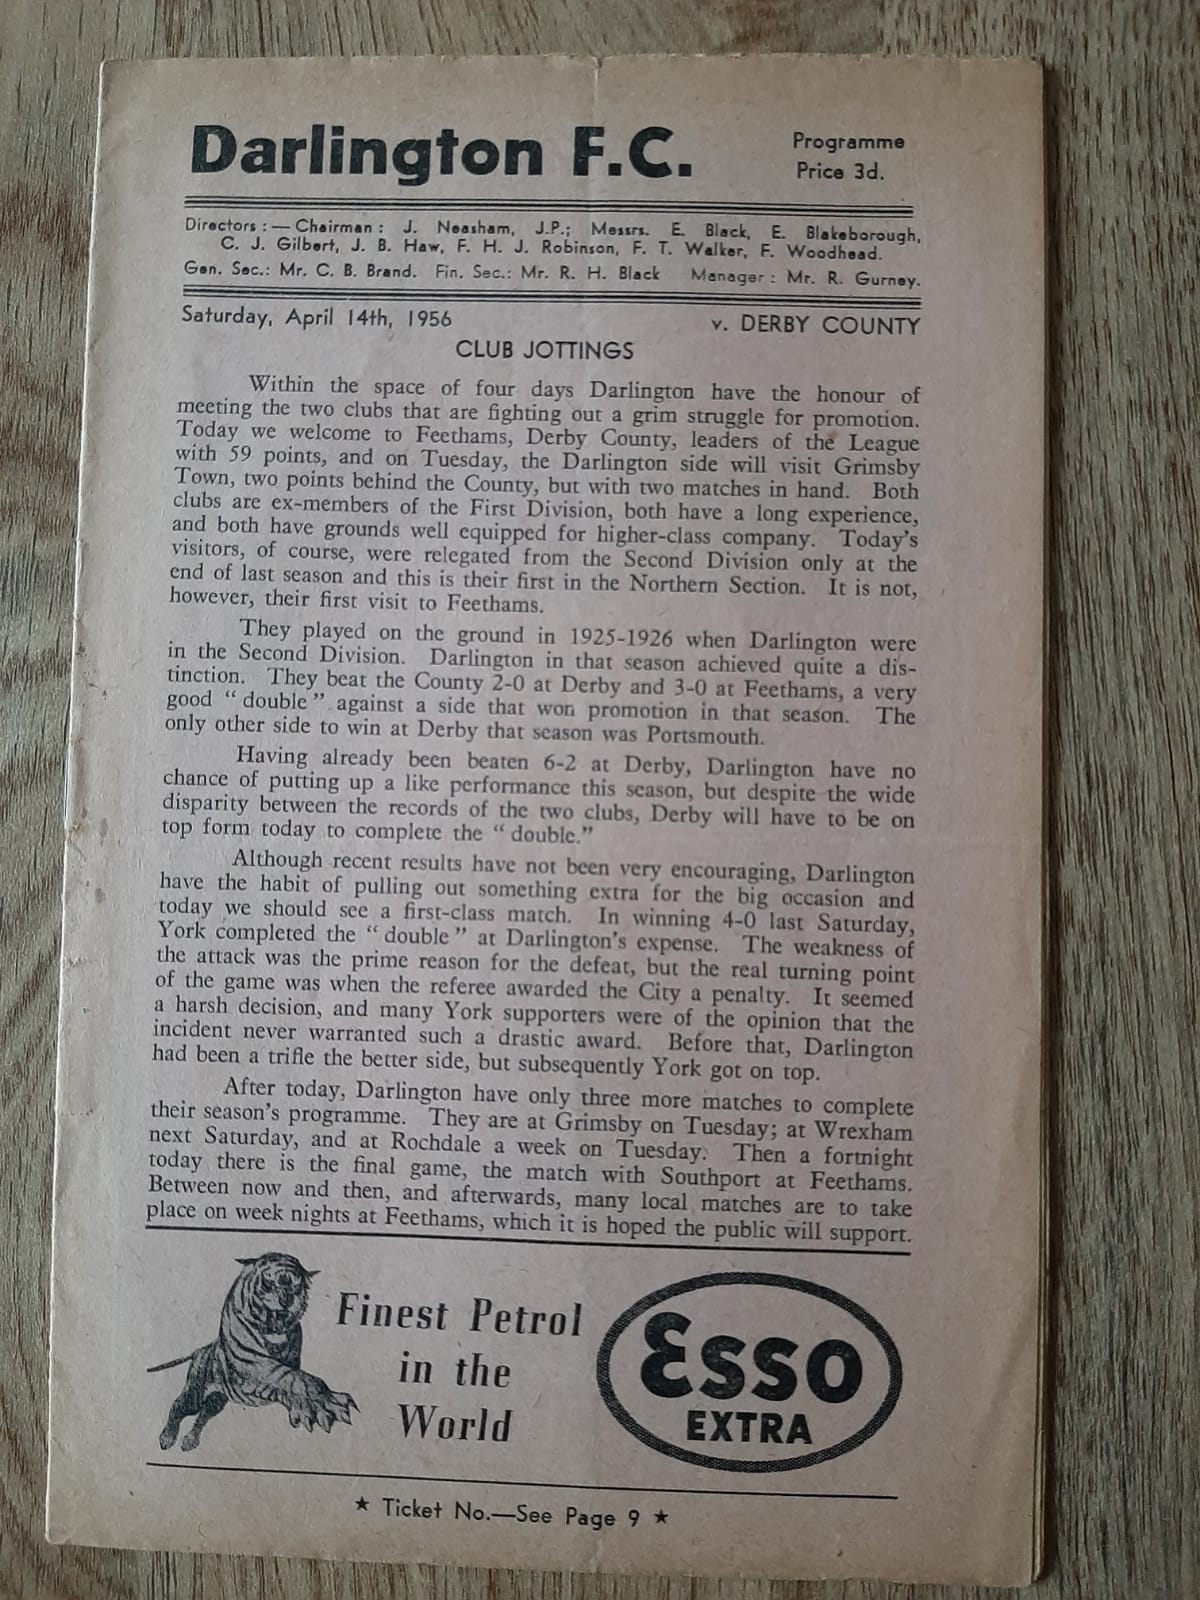 Darlington F.C.
Programme
Price 3d.
Directors :— Chairman : J. Neasham, J.P.; Messrs. E. Black, E. Blakeborough,
C. J. Gilbert, J. B. Haw, F. H. J. Robinson, F. T. Walker, F. Woodhead.
Gen. Sec.: Mr. C. B. Brand. Fin. Sec.: Mr. R. H. Black Manager : Mr. R. Gurney.
Saturday, April 14th, 1956 v. DERBY COUNTY
CLUB JOTTINGS
Within the space of four days Darlington have the honour of
meeting the two clubs that are fighting out a grim struggle for promotion.
Today we welcome to Feethams, Derby County, leaders of the League
with 59 points, and on Tuesday, the Darlington side will visit Grimsby
Town, two points behind the County, but with two matches in hand. Both
clubs are ex-members of the First Division, both have a long experience,
and both have grounds well equipped for higher-class company. Today's
visitors, of course, were relegated from the Second Division only at the
end of last season and this is their first in the Northern Section. It is not,
however, their first visit to Feethams.
They played on the ground in 1925-1926 when Darlington were
in the Second Division. Darlington in that season achieved quite a dis-
tinction. They beat the County 2-0 at Derby and 3-0 at Feethams, a very
good " double " against a side that won promotion in that season. The
only other side to win at Derby that season was Portsmouth.
Having already been beaten 6-2 at Derby, Darlington have no
chance of putting up a like performance this season, but despite the wide
disparity between the records of the two clubs, Derby will have to be on
top form today to complete the " double."
Although recent results have not been very encouraging, Darlington
have the habit of pulling out something extra for the big occasion and
today we should see a first-class match. In winning 4-0 last Saturday,
York completed the " double " at Darlington's expense. The weakness of
the attack was the prime reason for the defeat, but the real turning point
of the game was when the referee awarded the City a penalty. It seemed
a harsh decision, and many York supporters were of the opinion that the
incident never warranted such a drastic award. Before that, Darlington
had been a trifle the better side, but subsequently York got on top.
After today, Darlington have only three more matches to complete
their season's programme. They are at Grimsby on Tuesday; at Wrexham
next Saturday, and at Rochdale a week on Tuesday. Then a fortnight
today there is the final game, the match with Southport at Feethams.
Between now and then, and afterwards, many local matches are to take
place on week nights at Feethams, which it is hoped the public will support.
Finest Petrol
in the
World
Esso
EXTRA
★ Ticket No.—See Page 9 ★